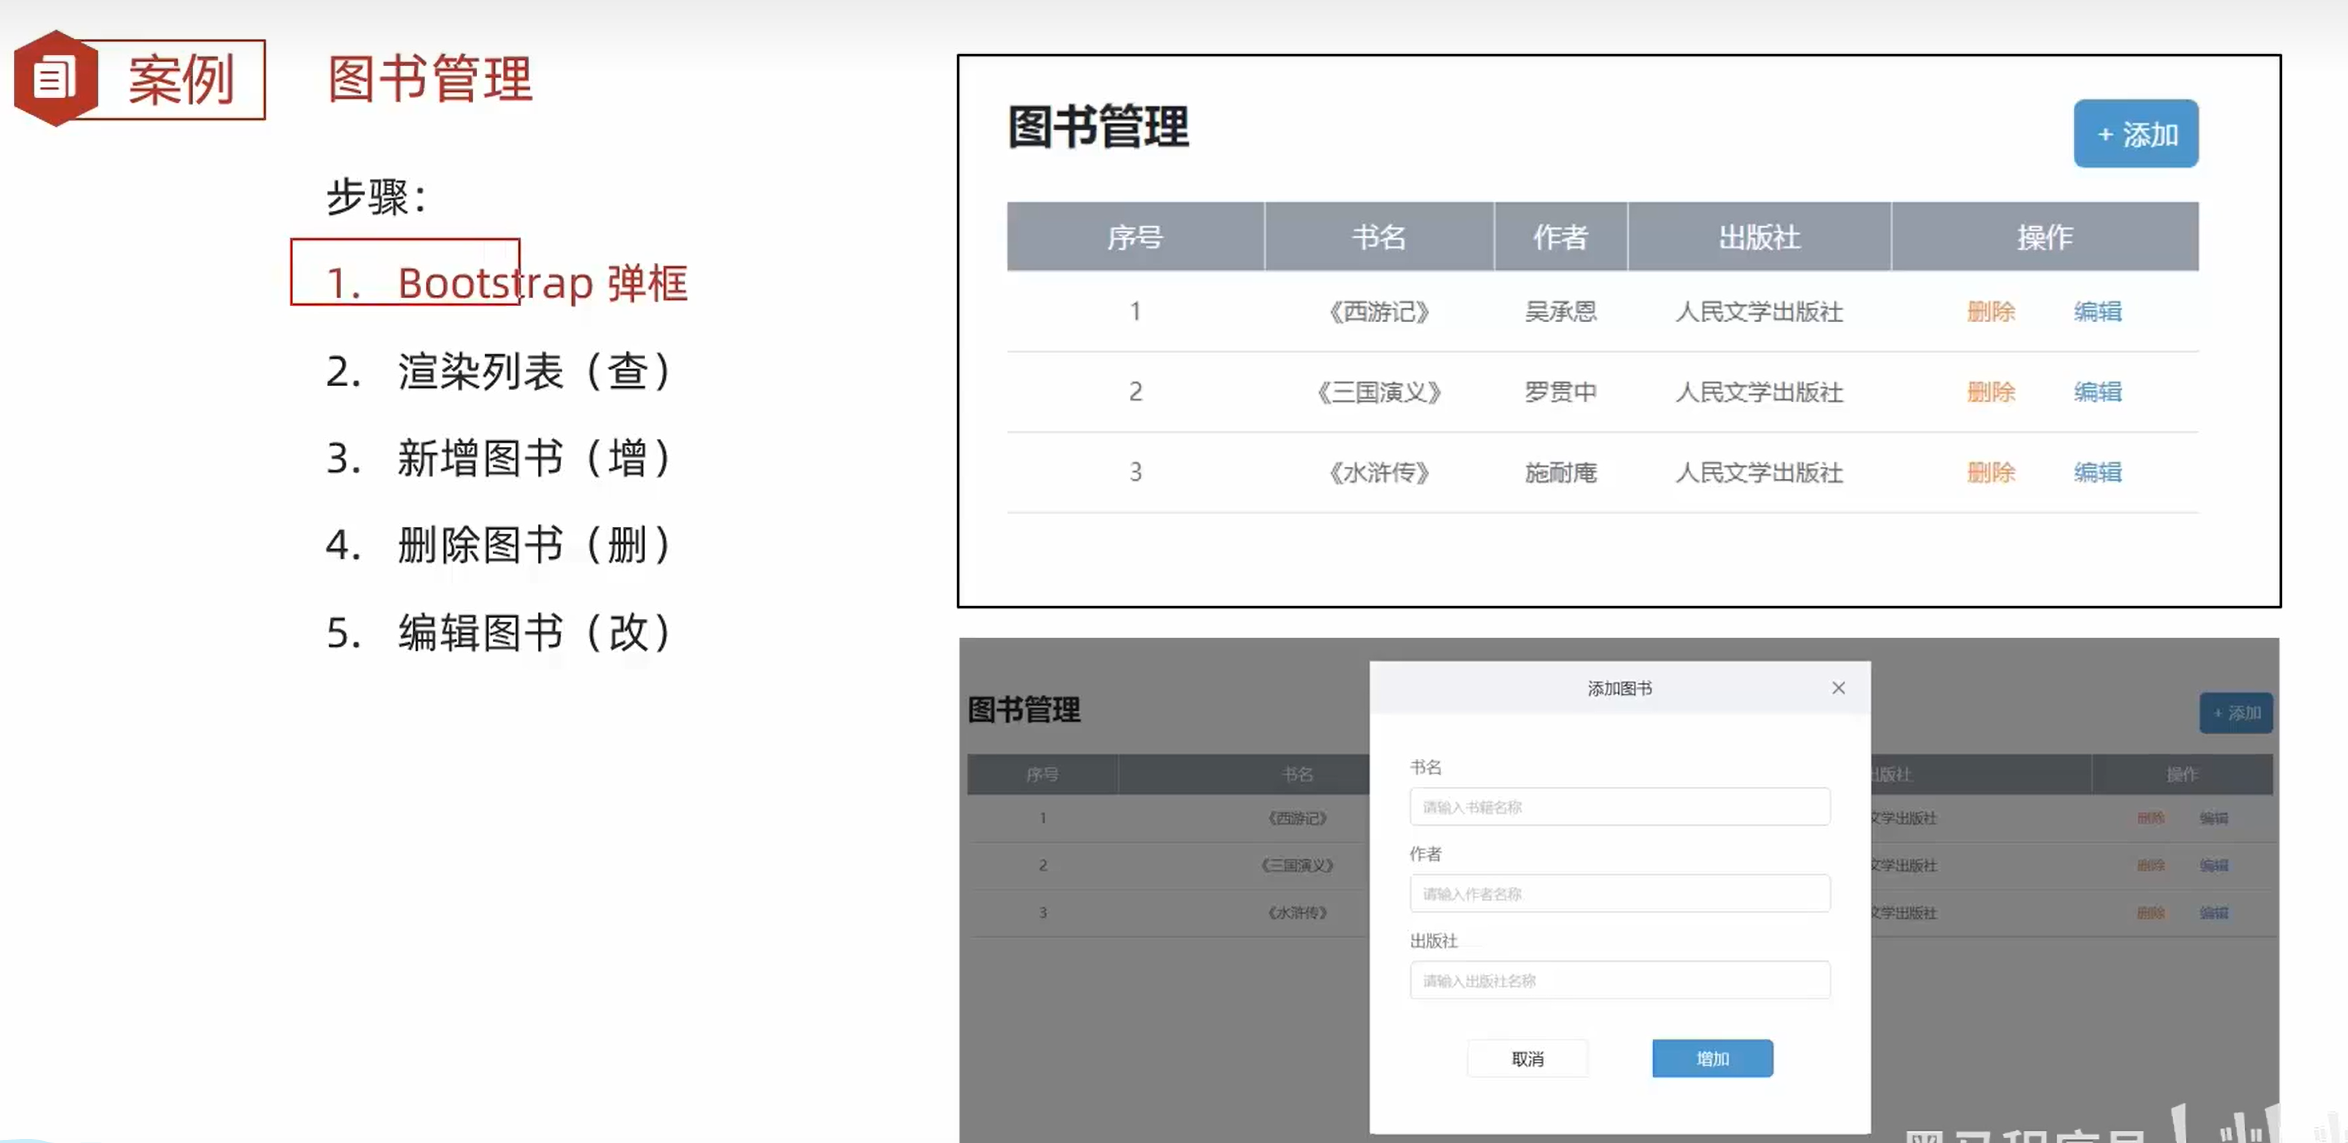 案例
图书管理
步骤：
1. Bootstrap 弹框
2. 渲染列表（查）
3. 新增图书（增）
4. 删除图书（删）
5. 编辑图书（改）
图书管理
+ 添加
序号 书名 作者 出版社 操作
1 《西游记》 吴承恩 人民文学出版社 删除 编辑
2 《三国演义》 罗贯中 人民文学出版社 删除 编辑
3 《水浒传》 施耐庵 人民文学出版社 删除 编辑
图书管理
+ 添加
序号 书名 出版社 操作
1 《西游记》 文学出版社 删除 编辑
2 《三国演义》 文学出版社 删除 编辑
3 《水浒传》 文学出版社 删除 编辑
添加图书 ×
书名
请输入书籍名称
作者
请输入作者名称
出版社
请输入出版社名称
取消 增加